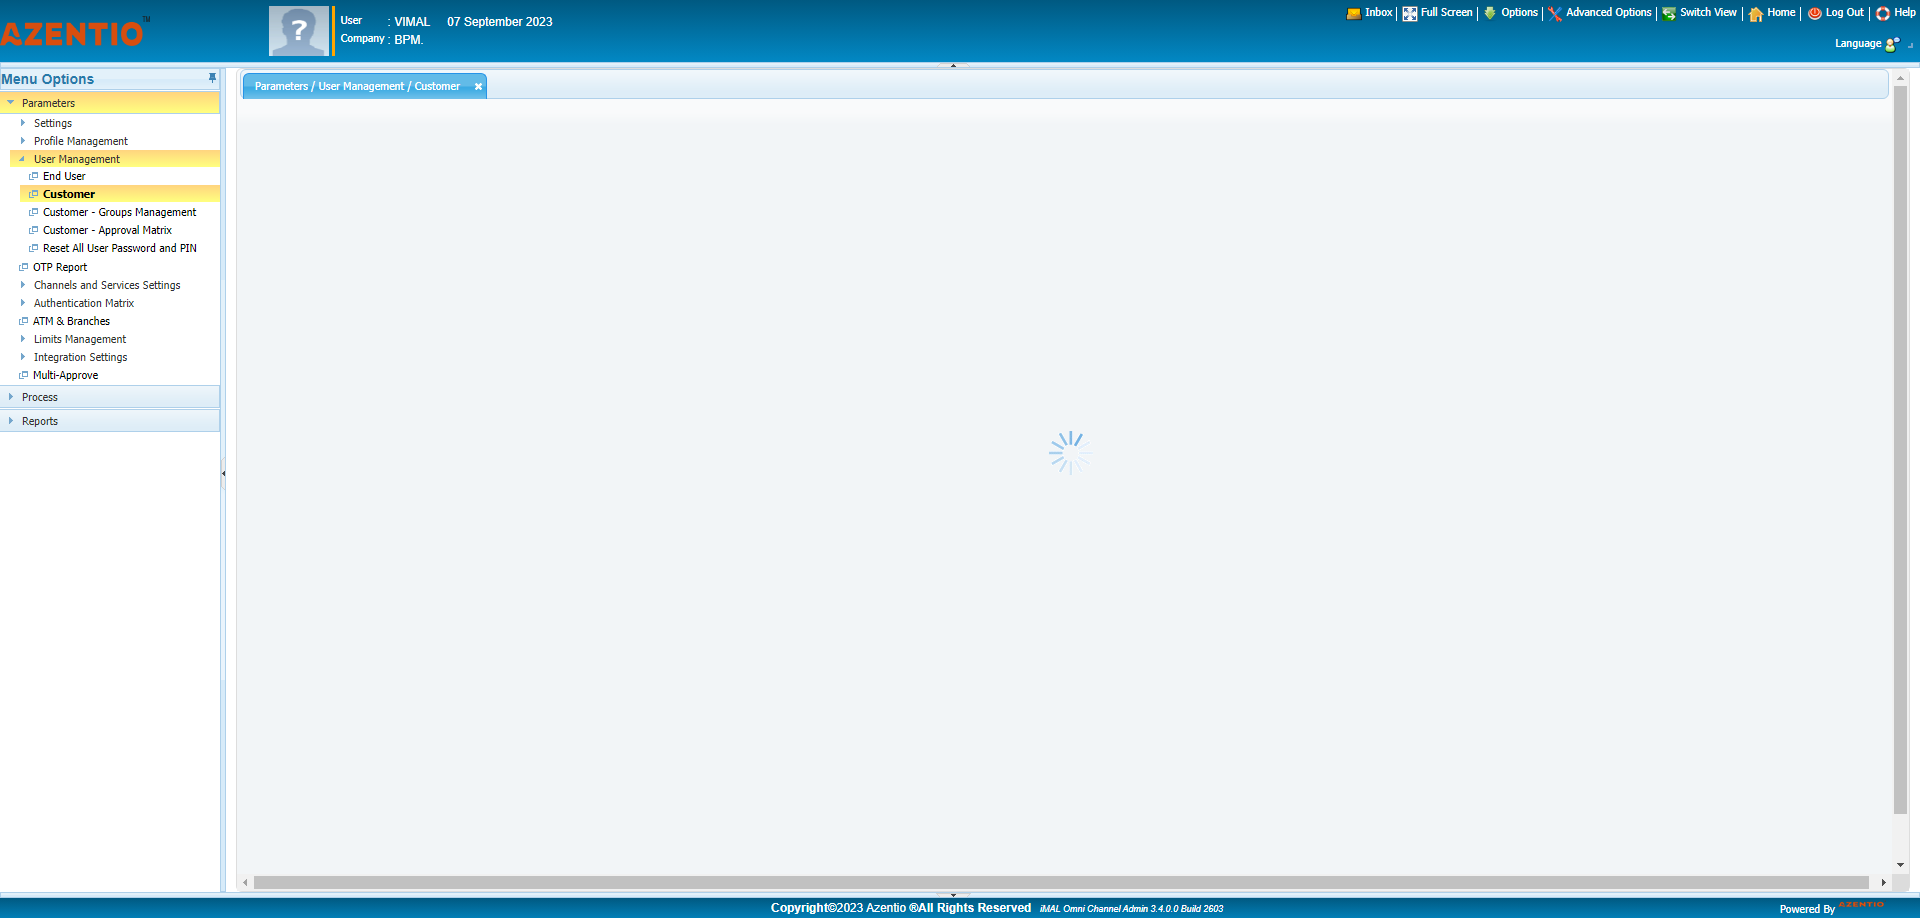 AZENTIO™
User : VIMAL 07 September 2023
Company : BPM.
Inbox | Full Screen | Options | Advanced Options | Switch View | Home | Log Out | Help
Language
Menu Options
Parameters
Settings
Profile Management
User Management
End User
Customer
Customer - Groups Management
Customer - Approval Matrix
Reset All User Password and PIN
OTP Report
Channels and Services Settings
Authentication Matrix
ATM & Branches
Limits Management
Integration Settings
Multi-Approve
Process
Reports
Parameters / User Management / Customer
Copyright©2023 Azentio ®All Rights Reserved iMAL Omni Channel Admin 3.4.0.0 Build 2603
Powered By AZENTIO